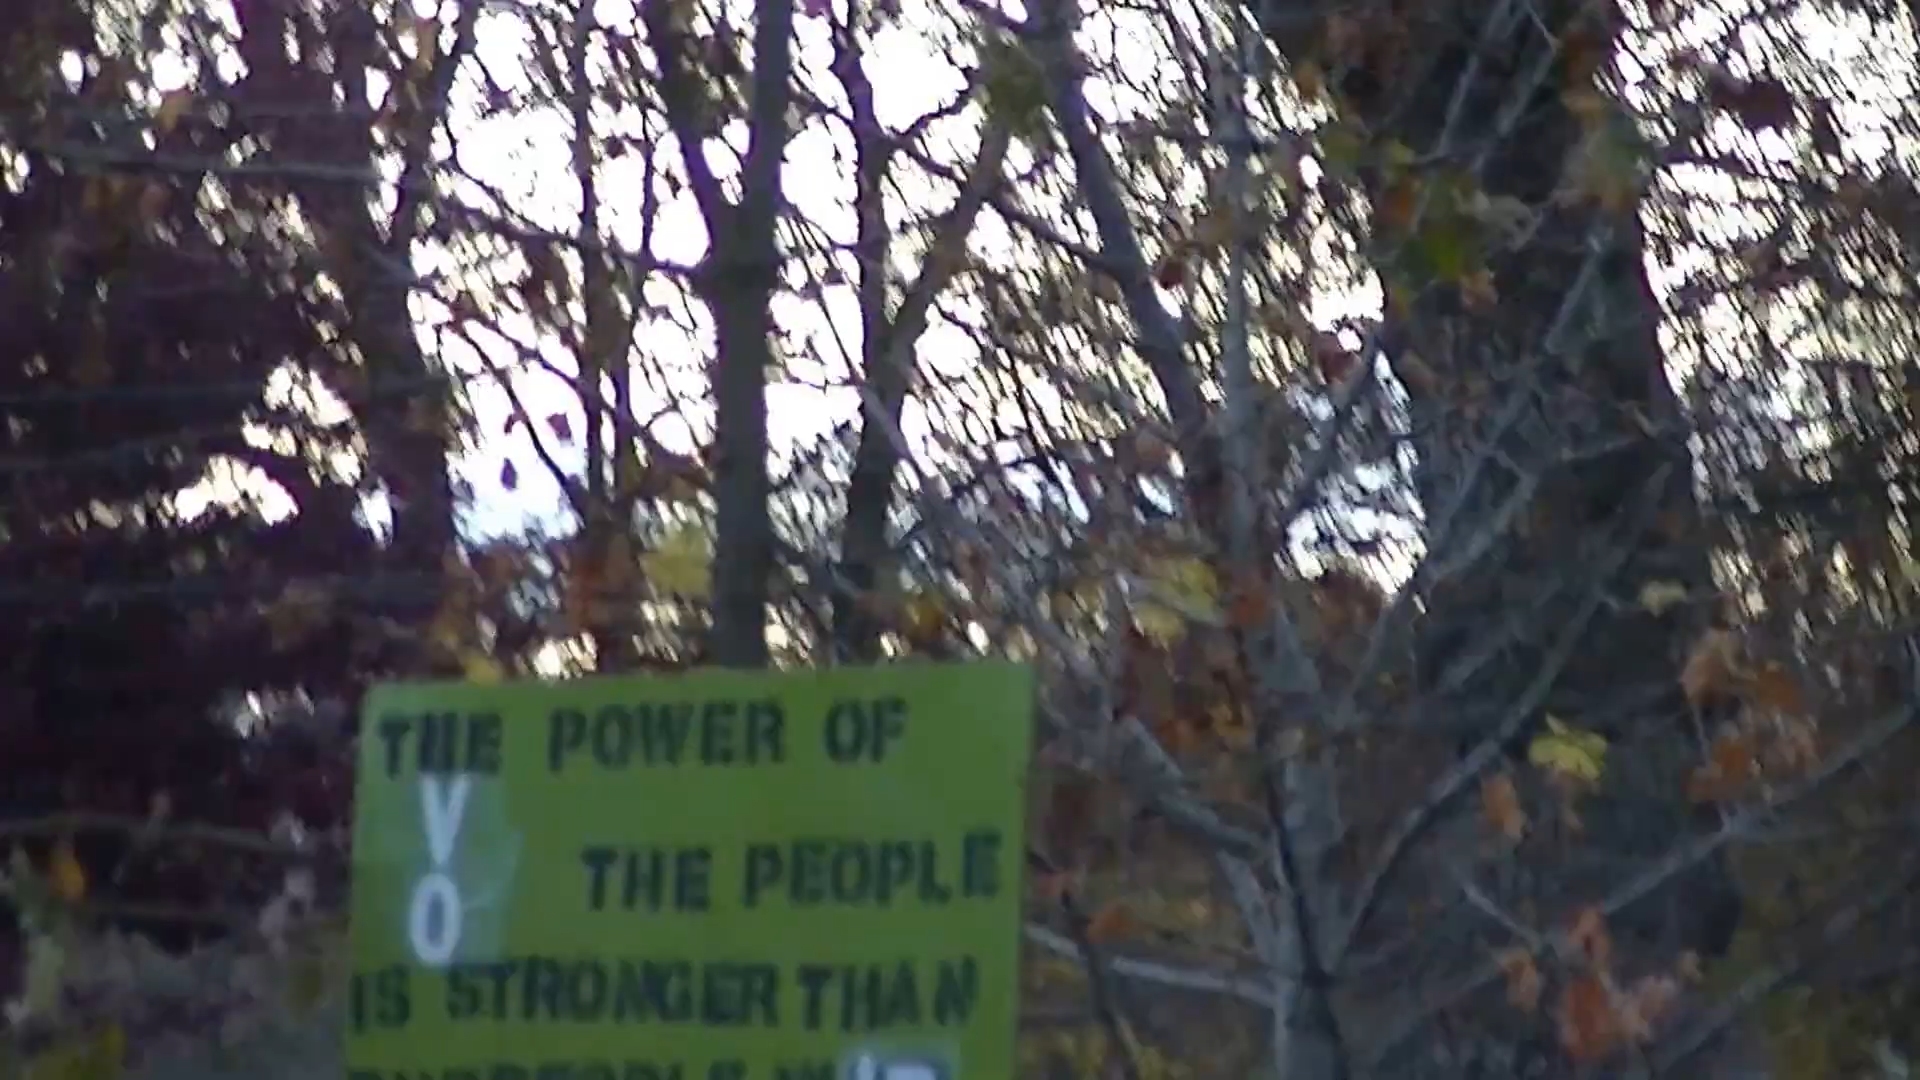 THE POWER OF
V
THE PEOPLE
O
IS STRONGER THAN